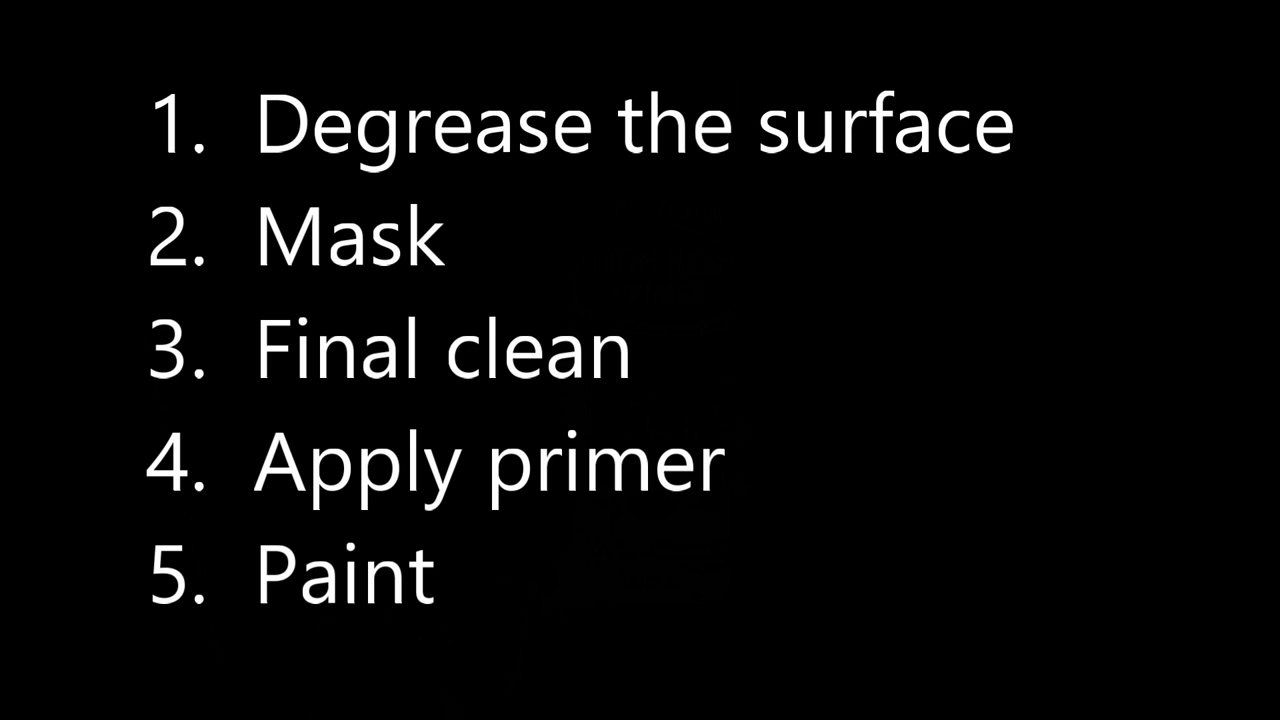 1. Degrease the surface
2. Mask
3. Final clean
4. Apply primer
5. Paint